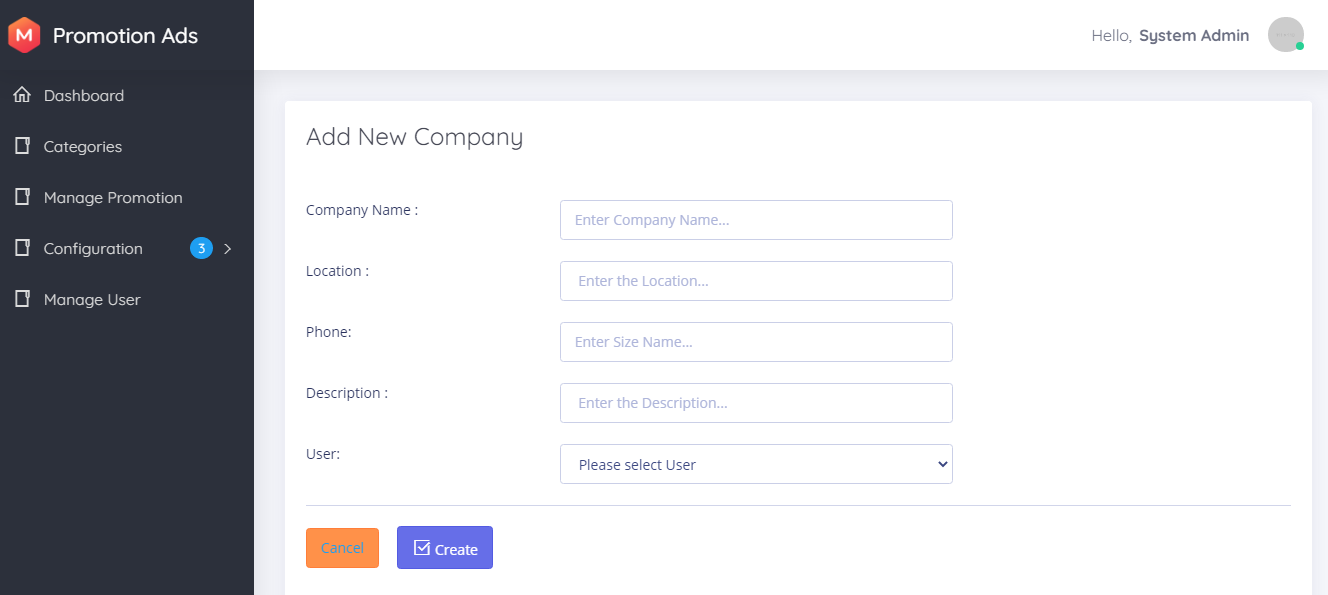 M Promotion Ads
Hello, System Admin
Dashboard
Categories
Manage Promotion
Configuration 3
Manage User
Add New Company
Company Name : Enter Company Name...
Location : Enter the Location...
Phone: Enter Size Name...
Description : Enter the Description...
User: Please select User
Cancel Create